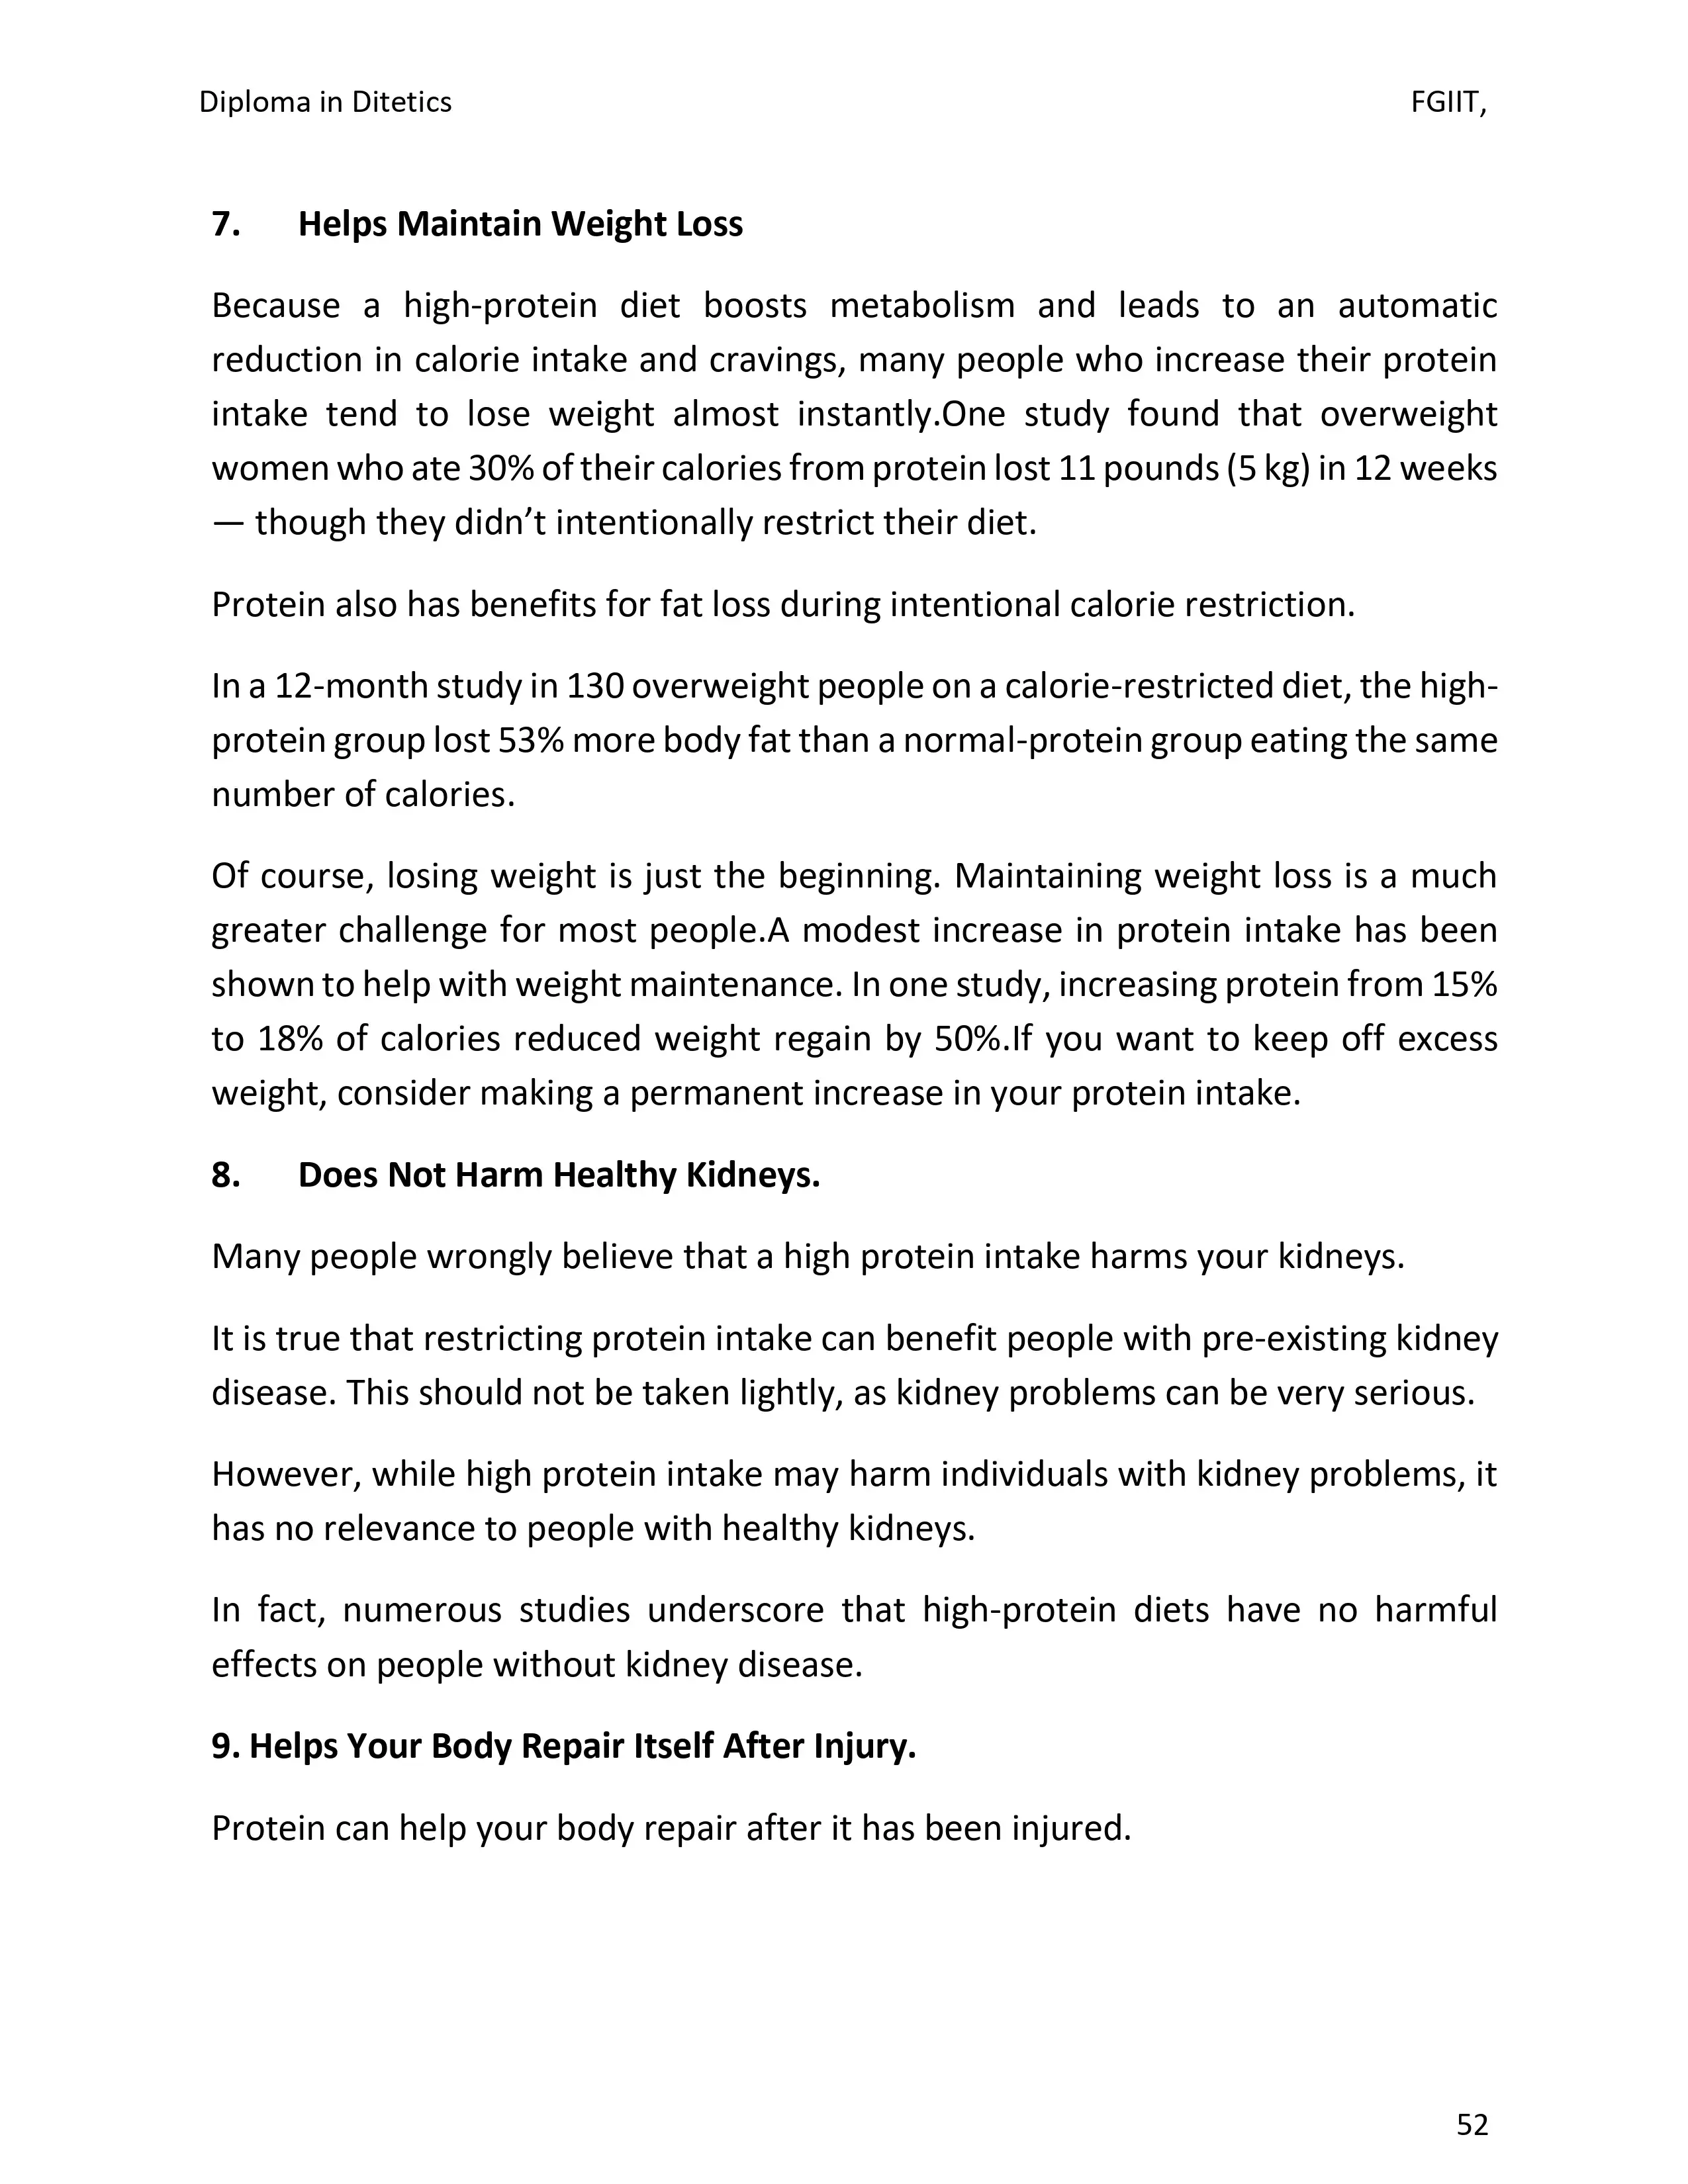 Diploma in Ditetics FGIIT,
7. Helps Maintain Weight Loss
Because a high-protein diet boosts metabolism and leads to an automatic
reduction in calorie intake and cravings, many people who increase their protein
intake tend to lose weight almost instantly.One study found that overweight
women who ate 30% of their calories from protein lost 11 pounds (5 kg) in 12 weeks
— though they didn’t intentionally restrict their diet.
Protein also has benefits for fat loss during intentional calorie restriction.
In a 12-month study in 130 overweight people on a calorie-restricted diet, the high-
protein group lost 53% more body fat than a normal-protein group eating the same
number of calories.
Of course, losing weight is just the beginning. Maintaining weight loss is a much
greater challenge for most people.A modest increase in protein intake has been
shown to help with weight maintenance. In one study, increasing protein from 15%
to 18% of calories reduced weight regain by 50%.If you want to keep off excess
weight, consider making a permanent increase in your protein intake.
8. Does Not Harm Healthy Kidneys.
Many people wrongly believe that a high protein intake harms your kidneys.
It is true that restricting protein intake can benefit people with pre-existing kidney
disease. This should not be taken lightly, as kidney problems can be very serious.
However, while high protein intake may harm individuals with kidney problems, it
has no relevance to people with healthy kidneys.
In fact, numerous studies underscore that high-protein diets have no harmful
effects on people without kidney disease.
9. Helps Your Body Repair Itself After Injury.
Protein can help your body repair after it has been injured.
52